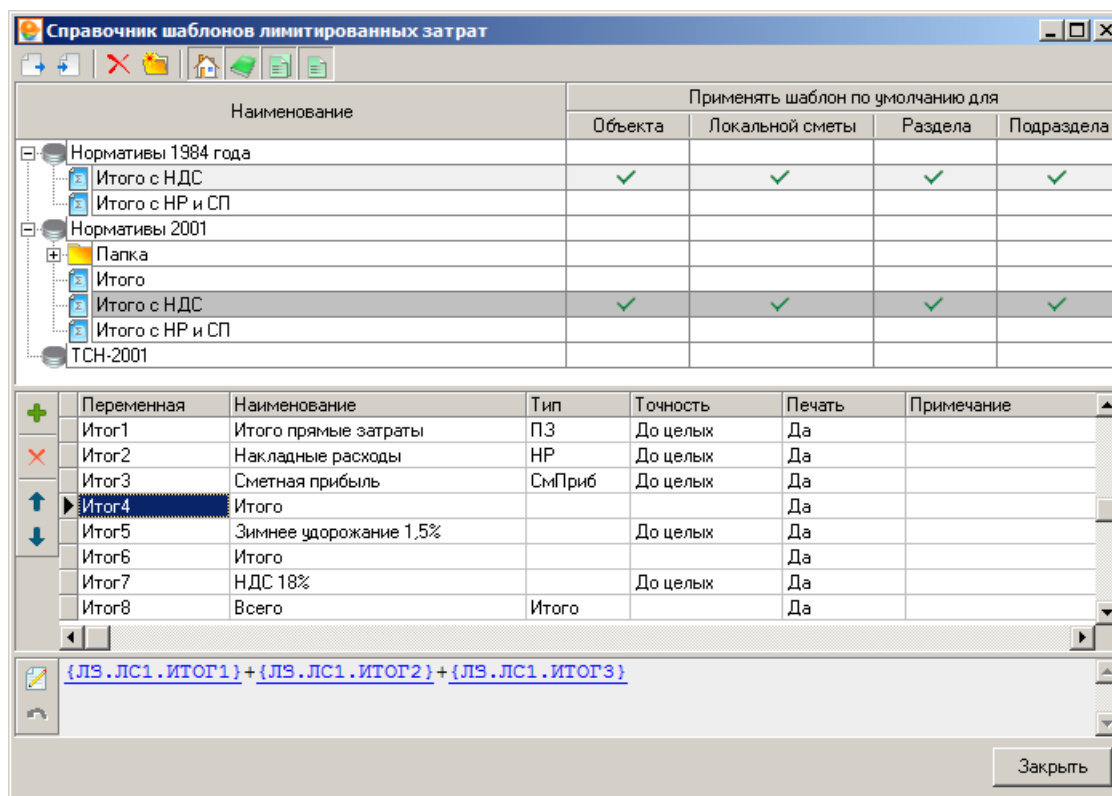 Справочник шаблонов лимитированных затрат
Наименование
Применять шаблон по умолчанию для
Объекта Локальной сметы Раздела Подраздела
Нормативы 1984 года
Итого с НДС
Итого с НР и СП
Нормативы 2001
Папка
Итого
Итого с НДС
Итого с НР и СП
ТСН-2001
Переменная Наименование Тип Точность Печать Примечание
Итог1 Итого прямые затраты ПЗ До целых Да
Итог2 Накладные расходы НР До целых Да
Итог3 Сметная прибыль СмПриб До целых Да
Итог4 Итого Да
Итог5 Зимнее удорожание 1,5% До целых Да
Итог6 Итого Да
Итог7 НДС 18% До целых Да
Итог8 Всего Итого Да
{ЛЗ.ЛС1.ИТОГ1}+{ЛЗ.ЛС1.ИТОГ2}+{ЛЗ.ЛС1.ИТОГ3}
Закрыть